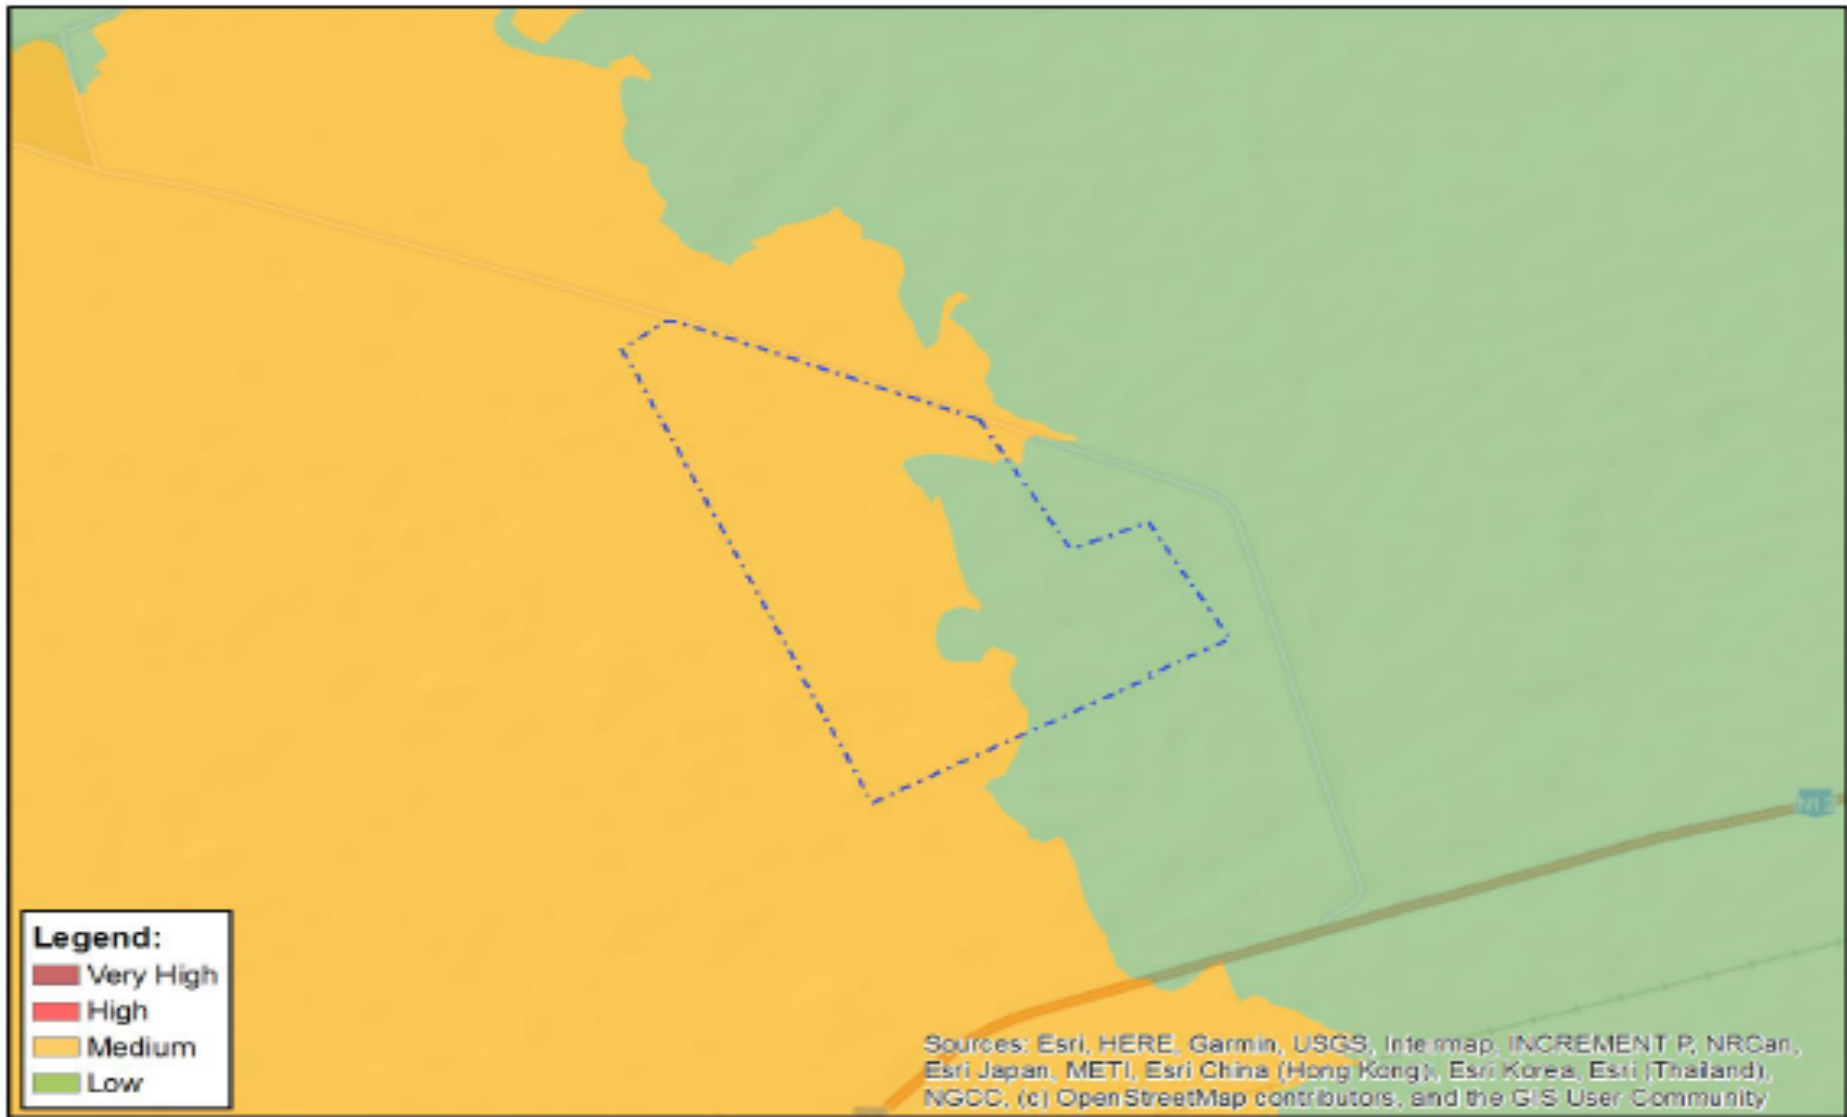 N12
Legend:
Very High
High
Medium
Low
Sources: Esri, HERE, Garmin, USGS, Intermap, INCREMENT P, NRCan,
Esri Japan, METI, Esri China (Hong Kong), Esri Korea, Esri (Thailand),
NGCC, (c) OpenStreetMap contributors, and the GIS User Community